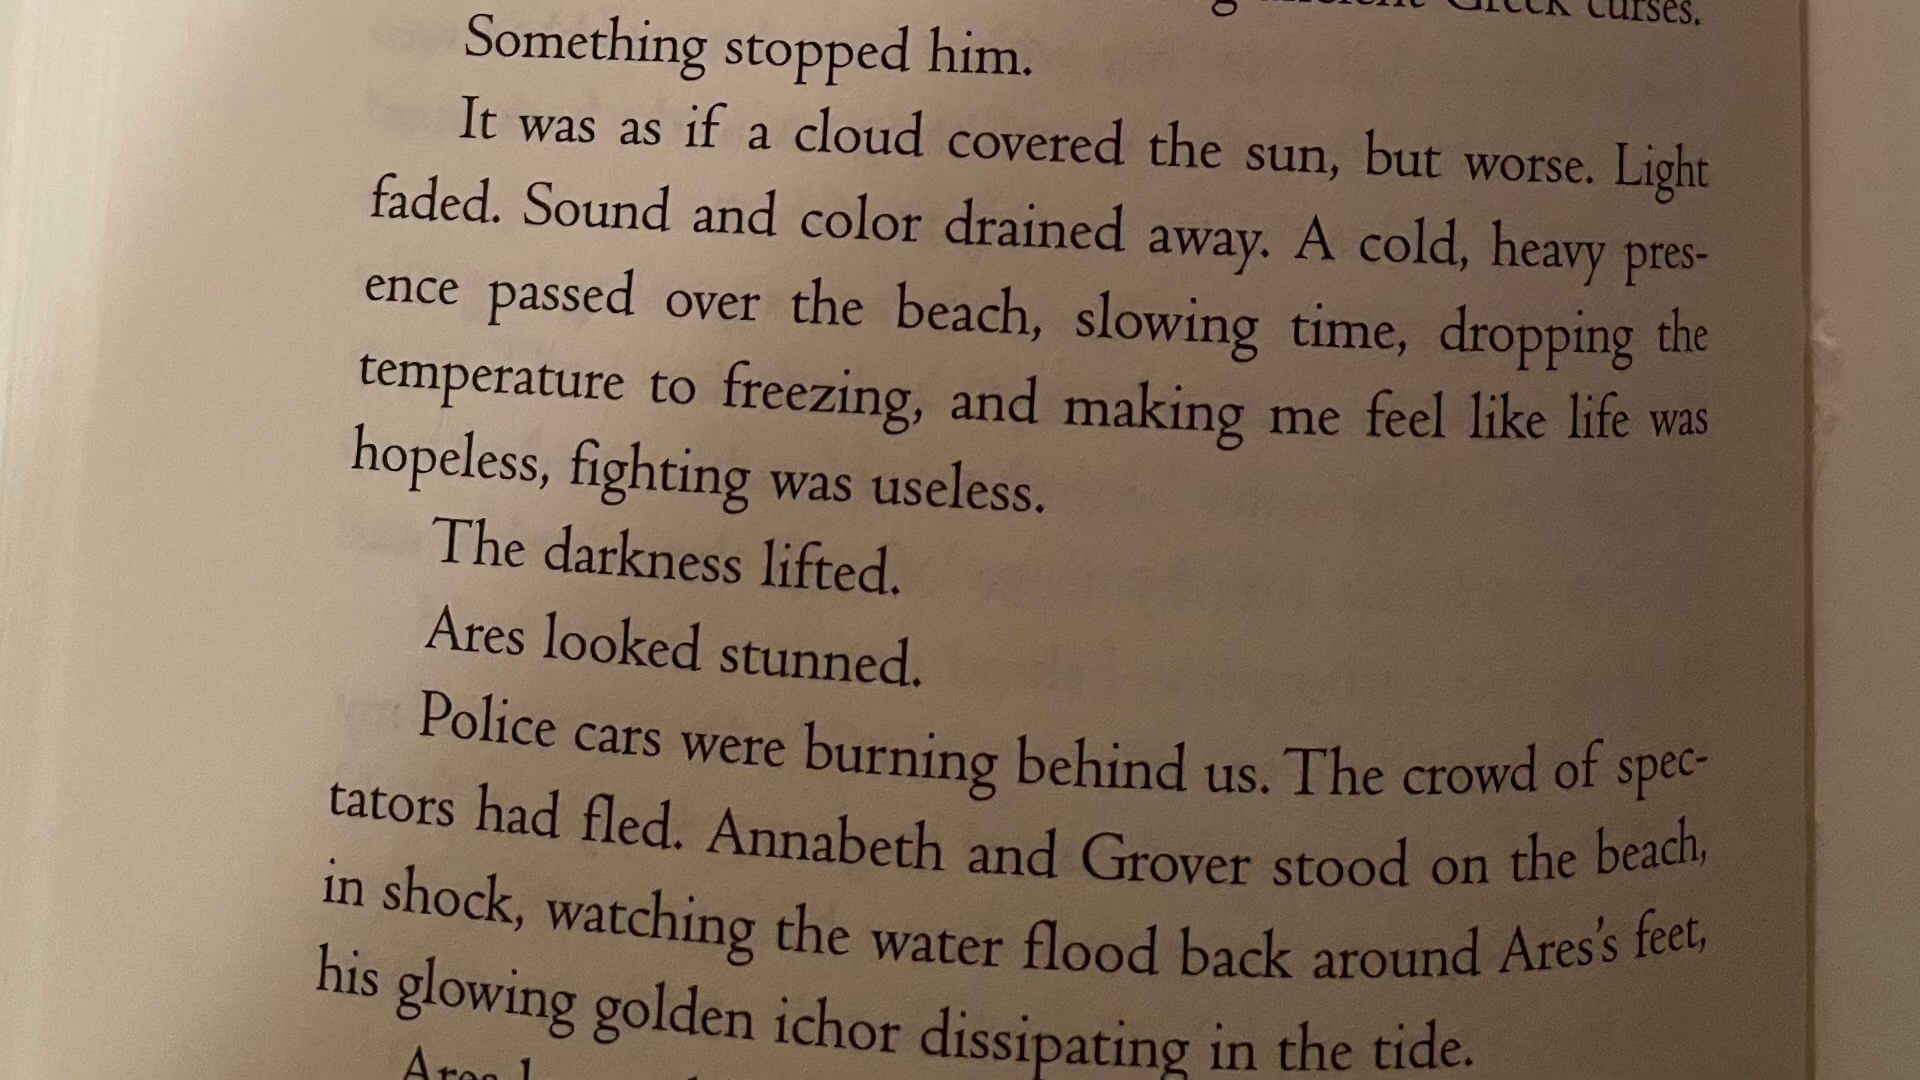 Greek curses.
Something stopped him.
It was as if a cloud covered the sun, but worse. Light
faded. Sound and color drained away. A cold, heavy pres-
ence passed over the beach, slowing time, dropping the
temperature to freezing, and making me feel like life was
hopeless, fighting was useless.
The darkness lifted.
Ares looked stunned.
Police cars were burning behind us. The crowd of spec-
tators had fled. Annabeth and Grover stood on the beach,
in shock, watching the water flood back around Ares's feet,
his glowing golden ichor dissipating in the tide.
Ares